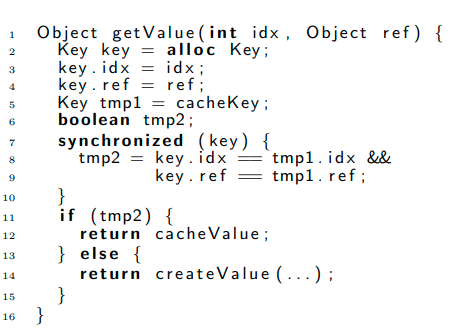 1 Object getValue(int idx, Object ref) {
2 Key key = alloc Key;
3 key.idx = idx;
4 key.ref = ref;
5 Key tmp1 = cacheKey;
6 boolean tmp2;
7 synchronized (key) {
8 tmp2 = key.idx == tmp1.idx &&
9 key.ref == tmp1.ref;
10 }
11 if (tmp2) {
12 return cacheValue;
13 } else {
14 return createValue(...);
15 }
16 }